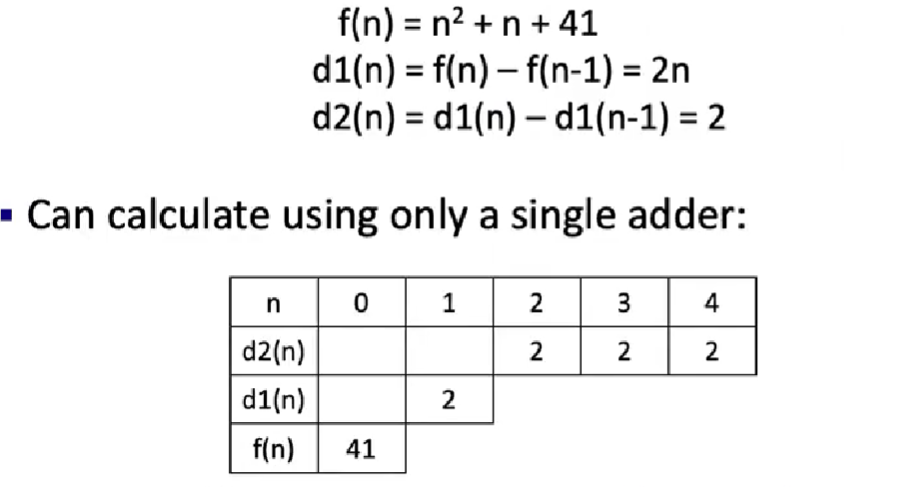 f(n) = n² + n + 41
d1(n) = f(n) – f(n-1) = 2n
d2(n) = d1(n) – d1(n-1) = 2
▪ Can calculate using only a single adder:
n 0 1 2 3 4
d2(n) 2 2 2
d1(n) 2
f(n) 41